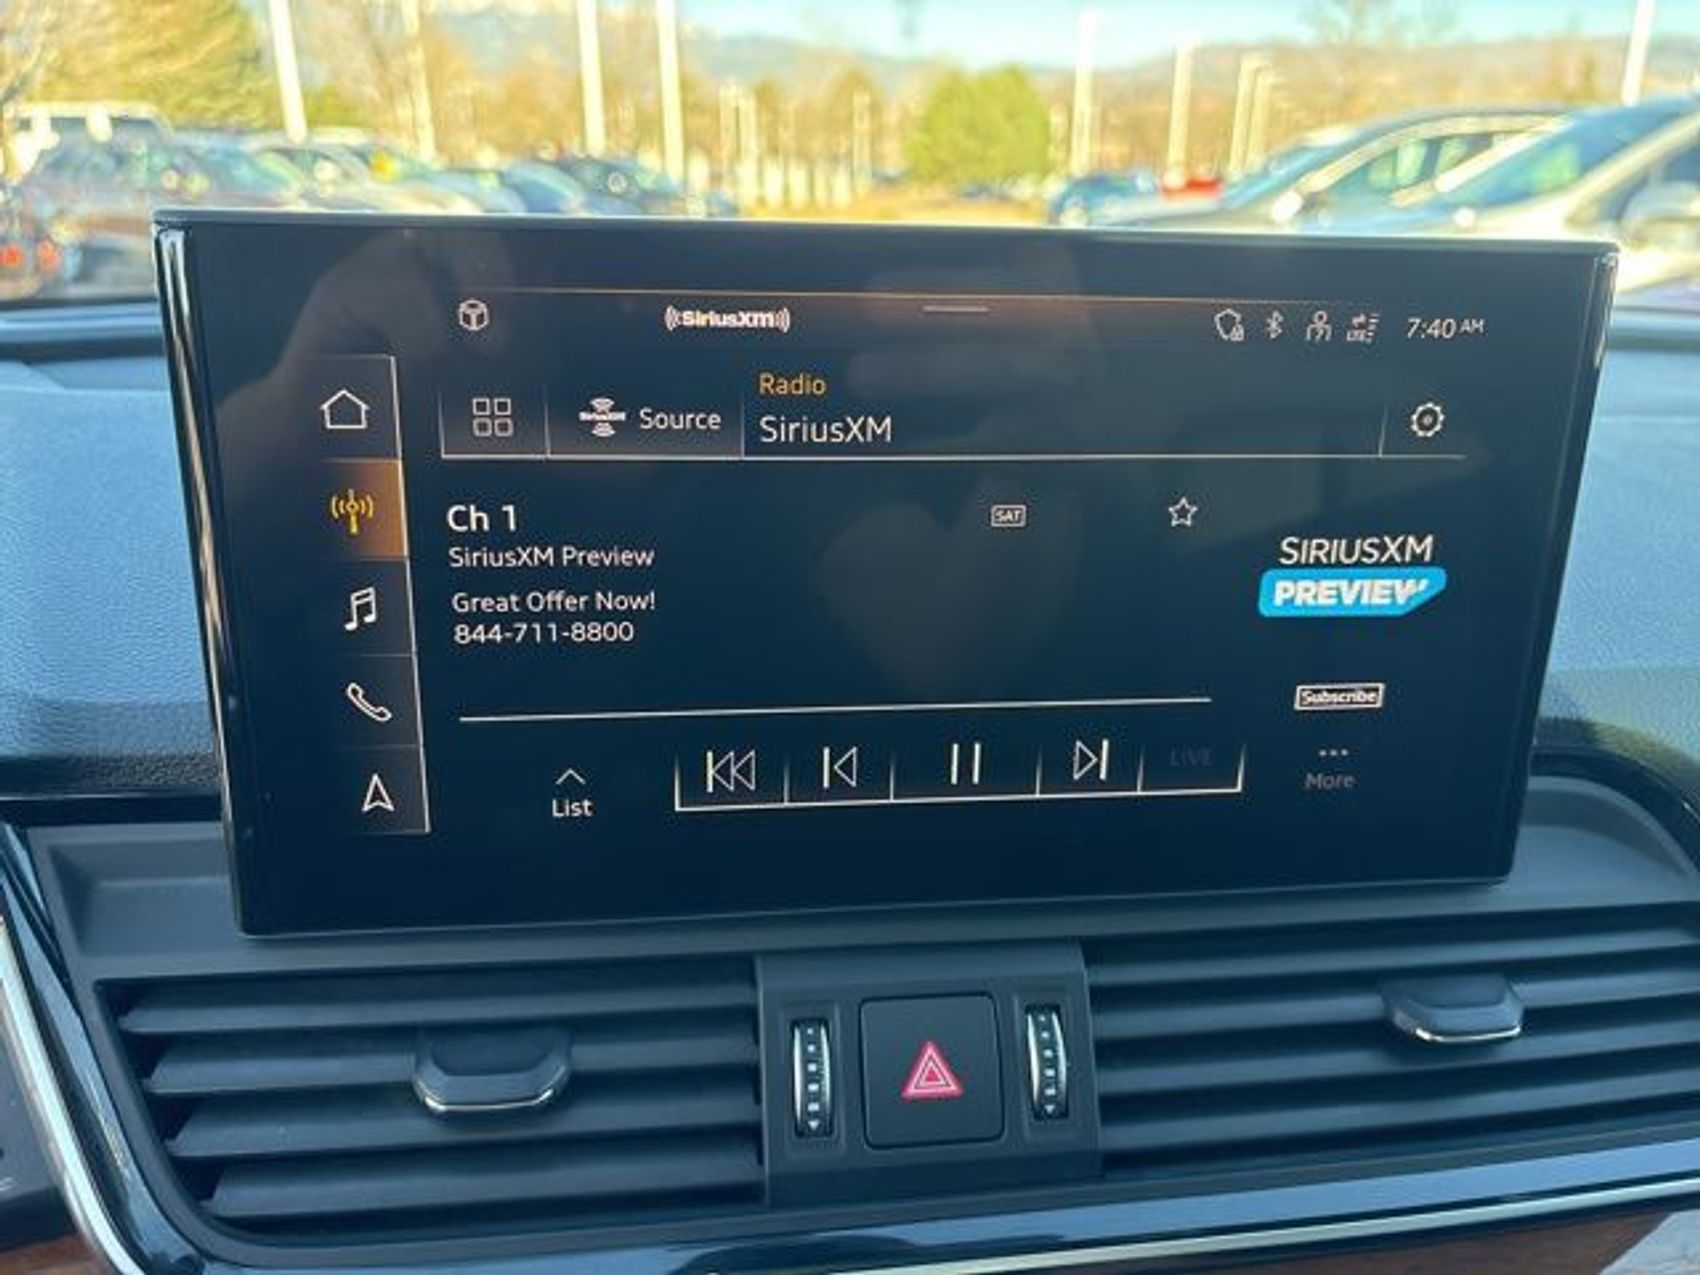 ((SiriusXM))
7:40 AM
Source
Radio
SiriusXM
Ch 1
SAT
SiriusXM Preview
Great Offer Now!
844-711-8800
SIRIUSXM
PREVIEW
Subscribe
List
LIVE
More